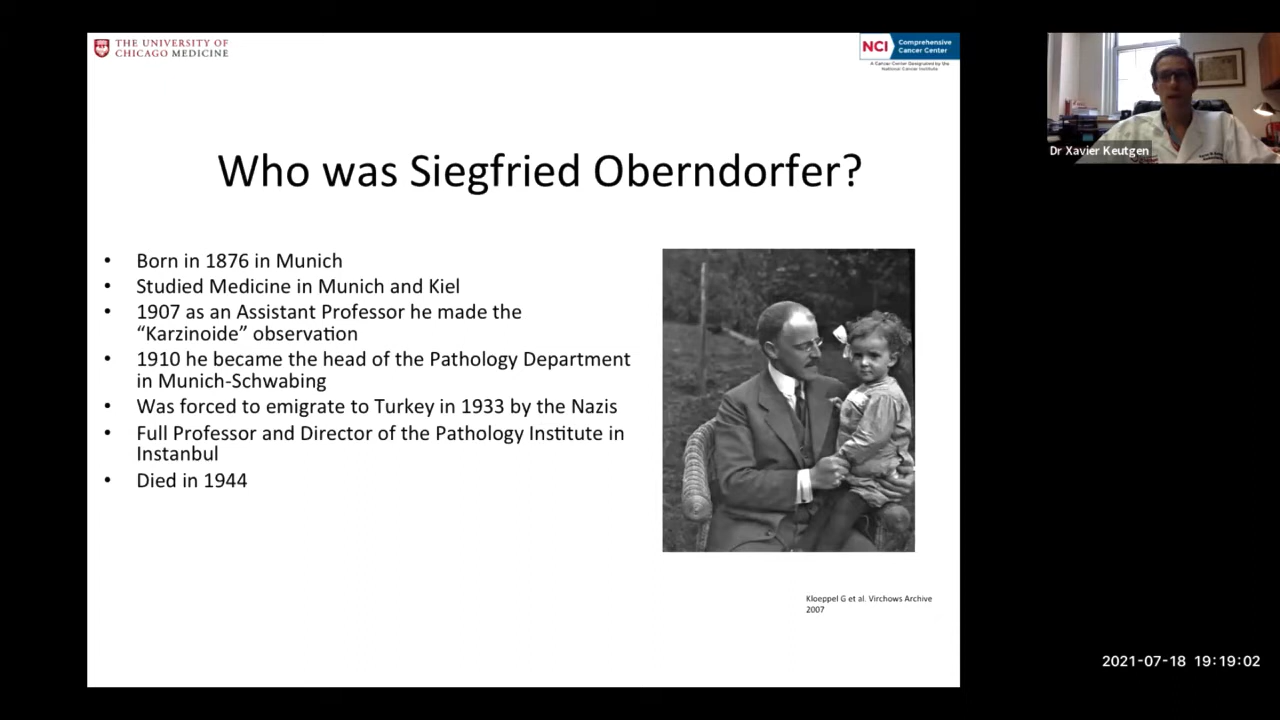 THE UNIVERSITY OF
CHICAGO MEDICINE
NCI
Comprehensive
Cancer Center
A Cancer Center Designated by the
National Cancer Institute
Dr Xavier Keutgen
Who was Siegfried Oberndorfer?
• Born in 1876 in Munich
• Studied Medicine in Munich and Kiel
• 1907 as an Assistant Professor he made the
“Karzinoide” observation
• 1910 he became the head of the Pathology Department
in Munich-Schwabing
• Was forced to emigrate to Turkey in 1933 by the Nazis
• Full Professor and Director of the Pathology Institute in
Instanbul
• Died in 1944
Kloeppel G et al. Virchows Archive
2007
2021-07-18 19:19:02